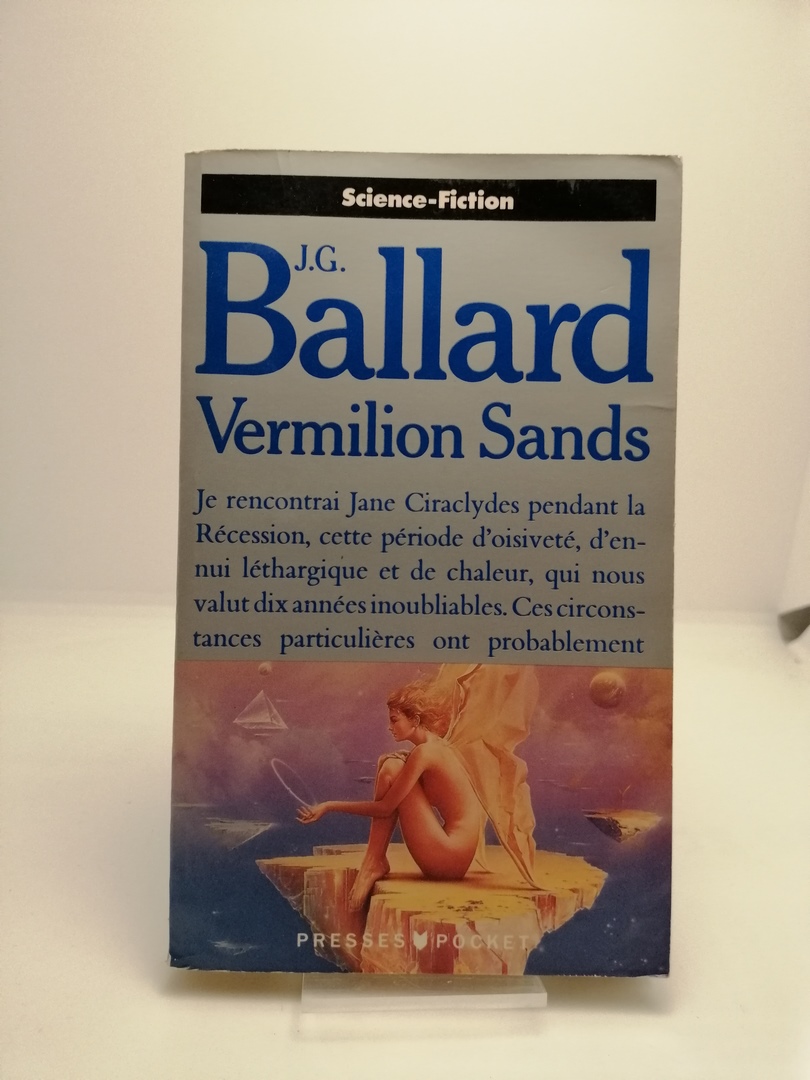 Science-Fiction
J.G.
Ballard
Vermilion Sands
Je rencontrai Jane Ciraclydes pendant la
Récession, cette période d'oisiveté, d'en-
nui léthargique et de chaleur, qui nous
valut dix années inoubliables. Ces circons-
tances particulières ont probablement
PRESSES POCKET